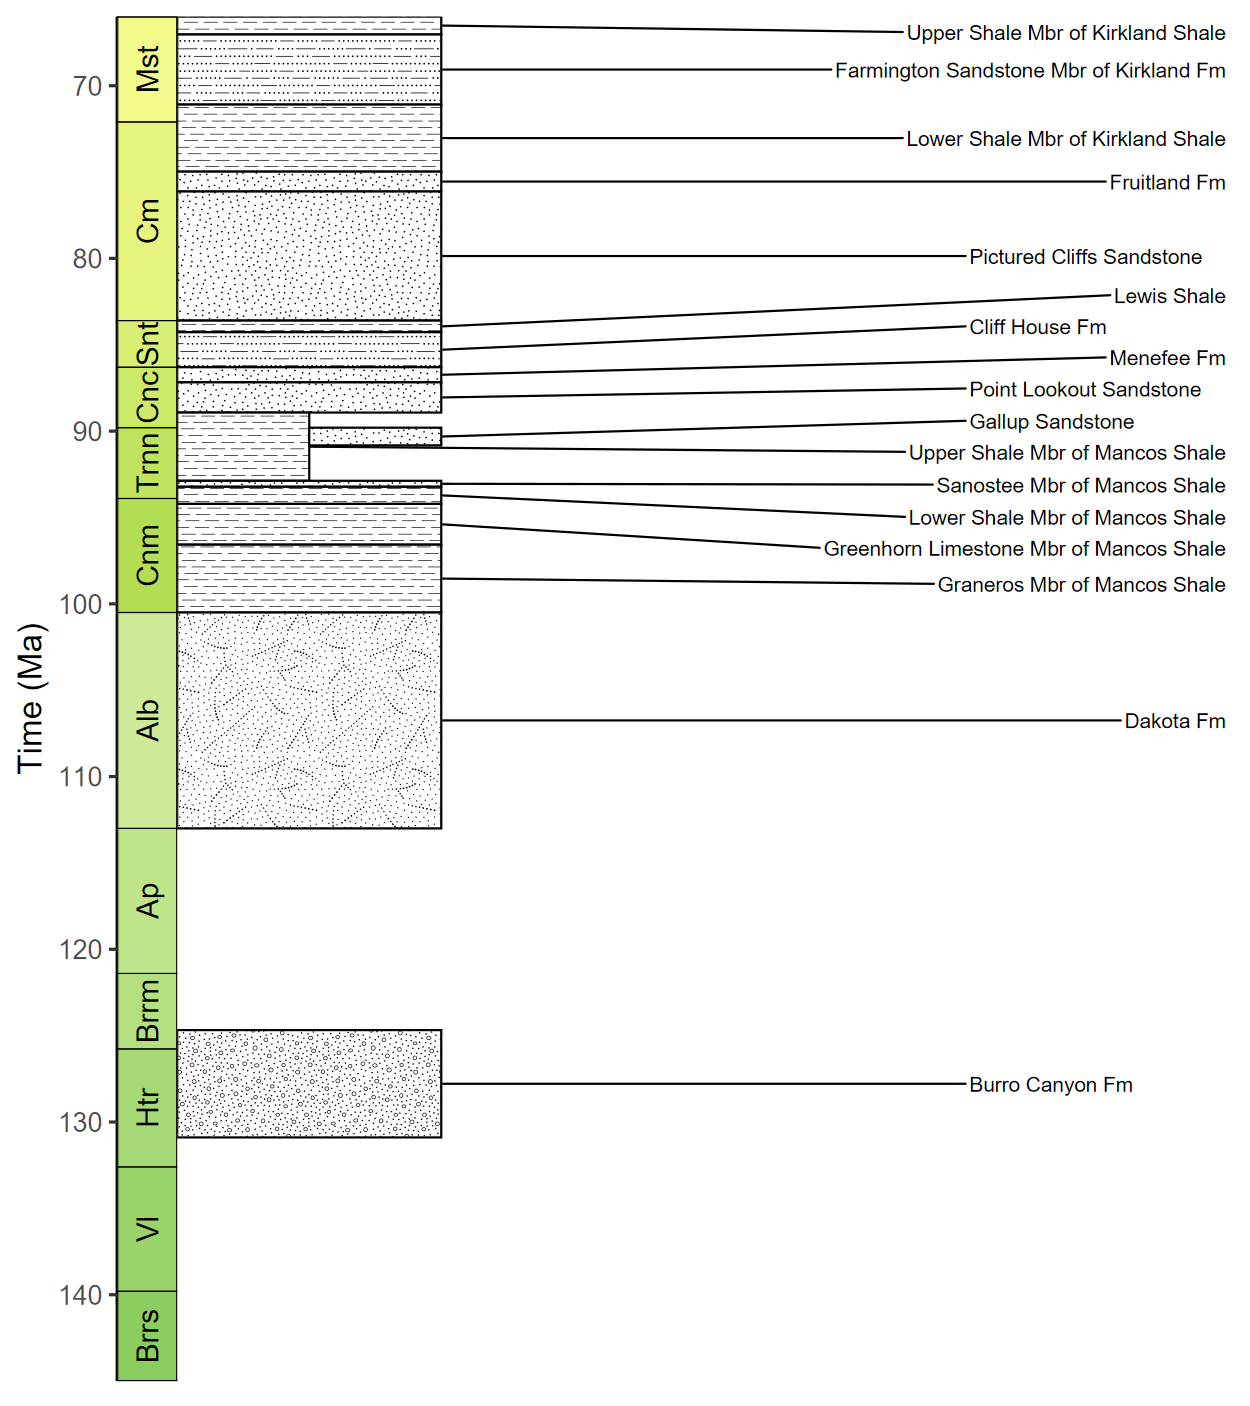 Time (Ma)
70
80
90
100
110
120
130
140
Mst
Cm
Snt
Cnc
Trnn
Cnm
Alb
Ap
Brrm
Htr
Vl
Brrs
Upper Shale Mbr of Kirkland Shale
Farmington Sandstone Mbr of Kirkland Fm
Lower Shale Mbr of Kirkland Shale
Fruitland Fm
Pictured Cliffs Sandstone
Lewis Shale
Cliff House Fm
Menefee Fm
Point Lookout Sandstone
Gallup Sandstone
Upper Shale Mbr of Mancos Shale
Sanostee Mbr of Mancos Shale
Lower Shale Mbr of Mancos Shale
Greenhorn Limestone Mbr of Mancos Shale
Graneros Mbr of Mancos Shale
Dakota Fm
Burro Canyon Fm